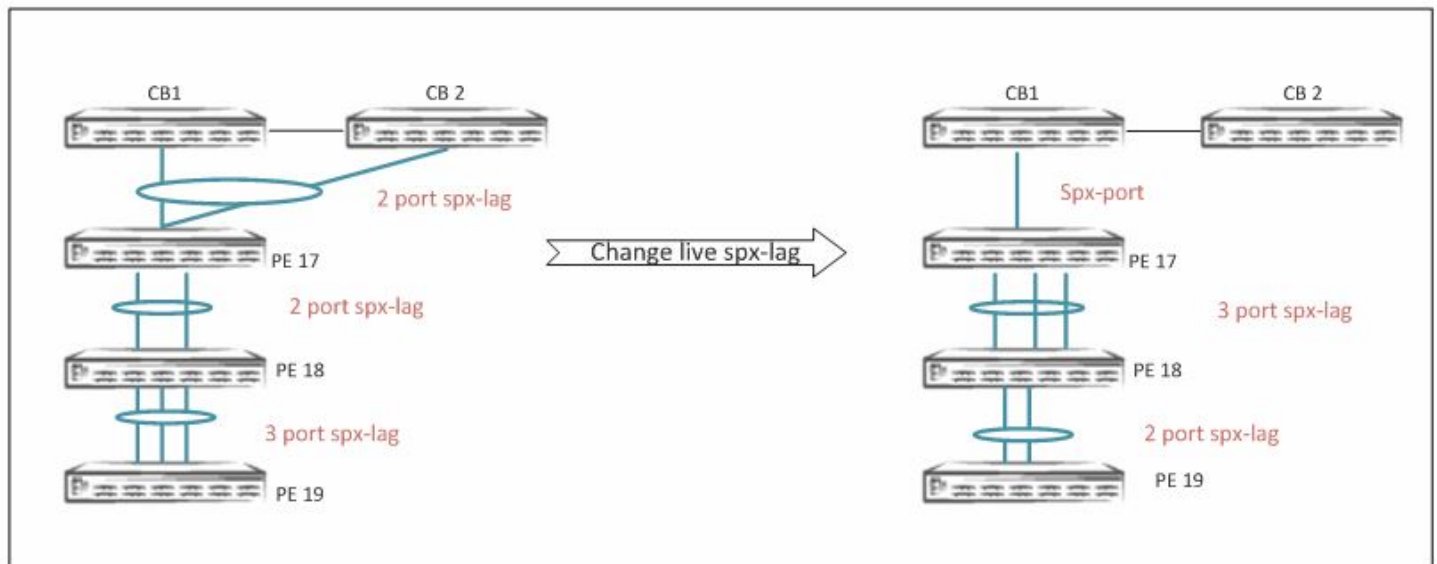 CB1
CB 2
2 port spx-lag
PE 17
2 port spx-lag
PE 18
3 port spx-lag
PE 19
Change live spx-lag
CB1
CB 2
Spx-port
PE 17
3 port spx-lag
PE 18
2 port spx-lag
PE 19